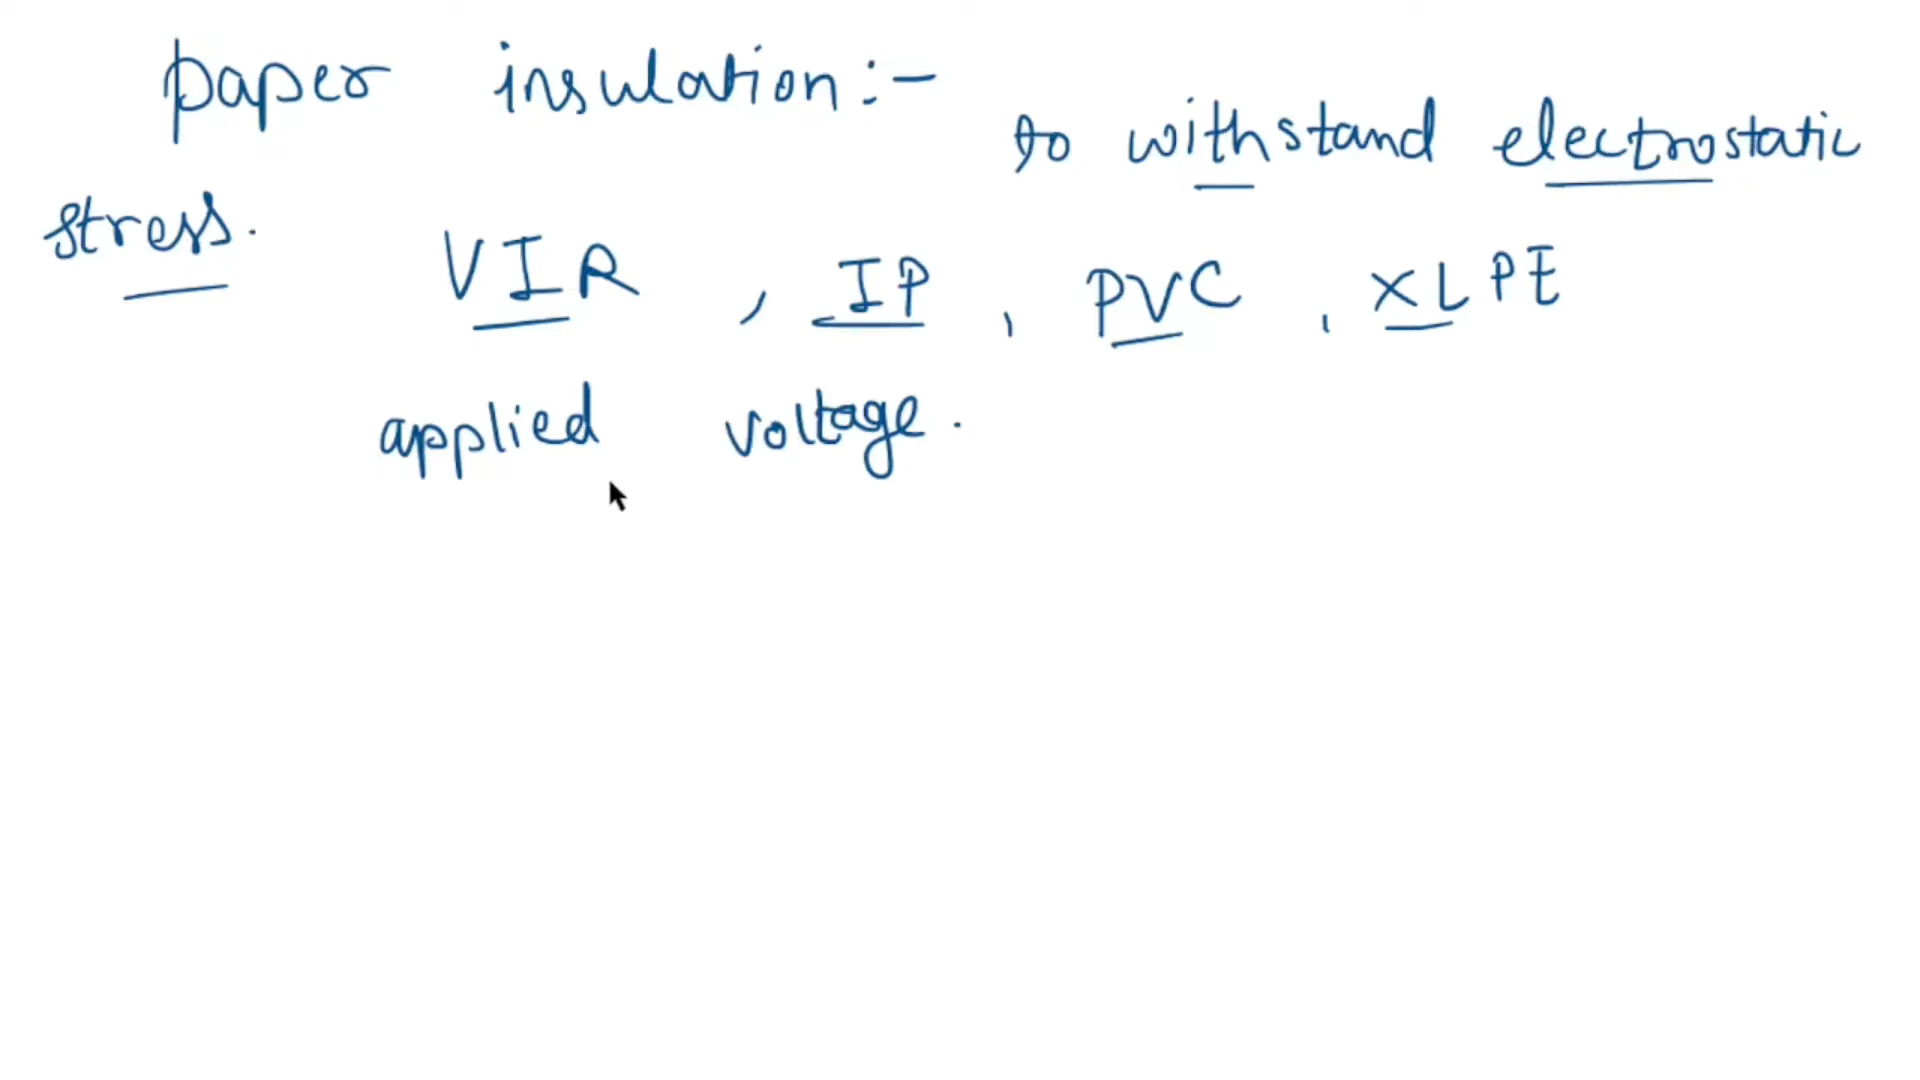 paper insulation:-
to withstand electrostatic
stress.
VIR, IP, PVC, XLPE
applied voltage.